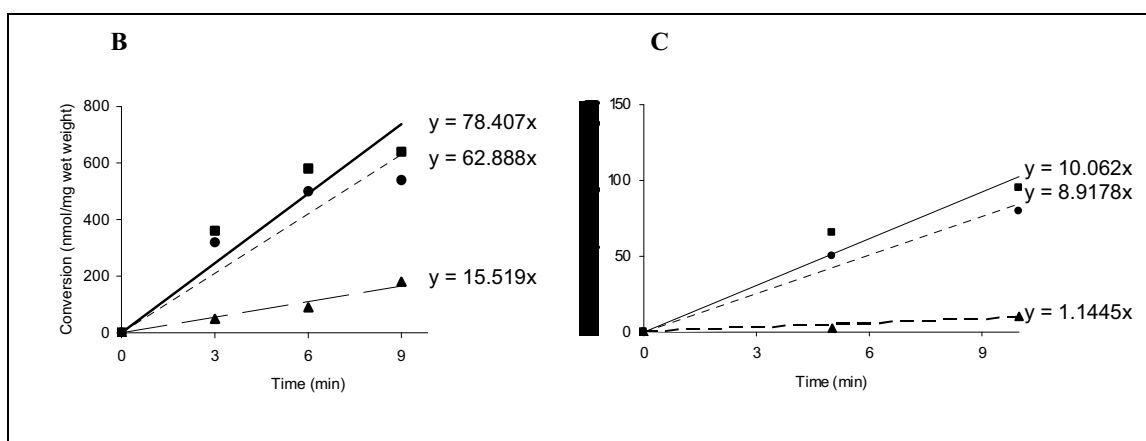 B
Conversion (nmol/mg wet weight)
800
600
400
200
0
0 3 6 9
Time (min)
y = 78.407x
y = 62.888x
y = 15.519x
C
150
100
50
0
0 3 6 9
Time (min)
y = 10.062x
y = 8.9178x
y = 1.1445x